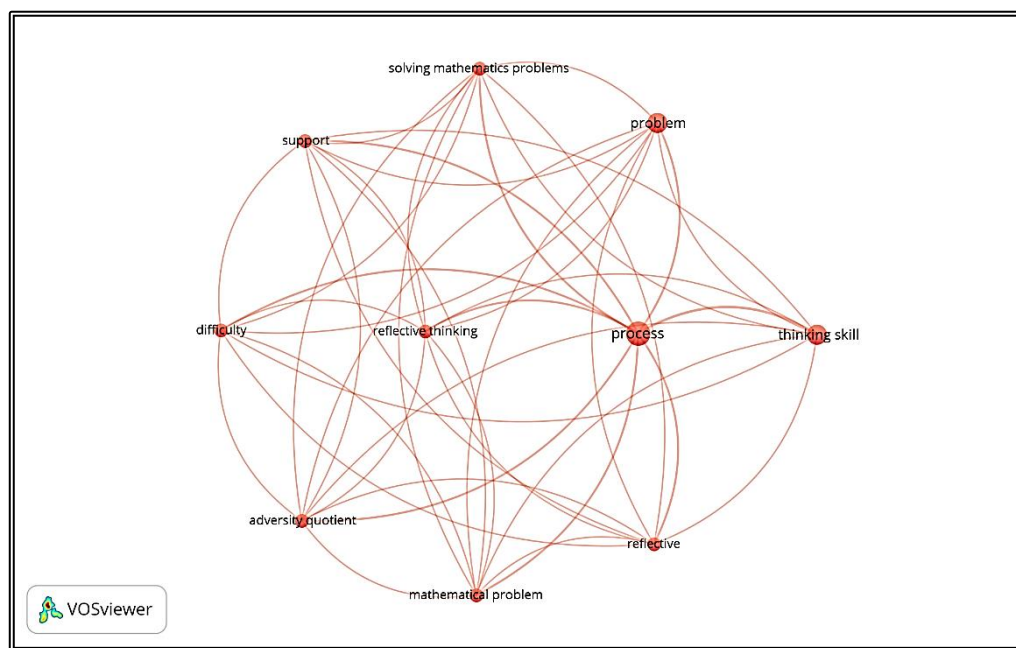 solving mathematics problems
problem
support
difficulty
reflective thinking
process
thinking skill
adversity quotient
reflective
mathematical problem
VOSviewer